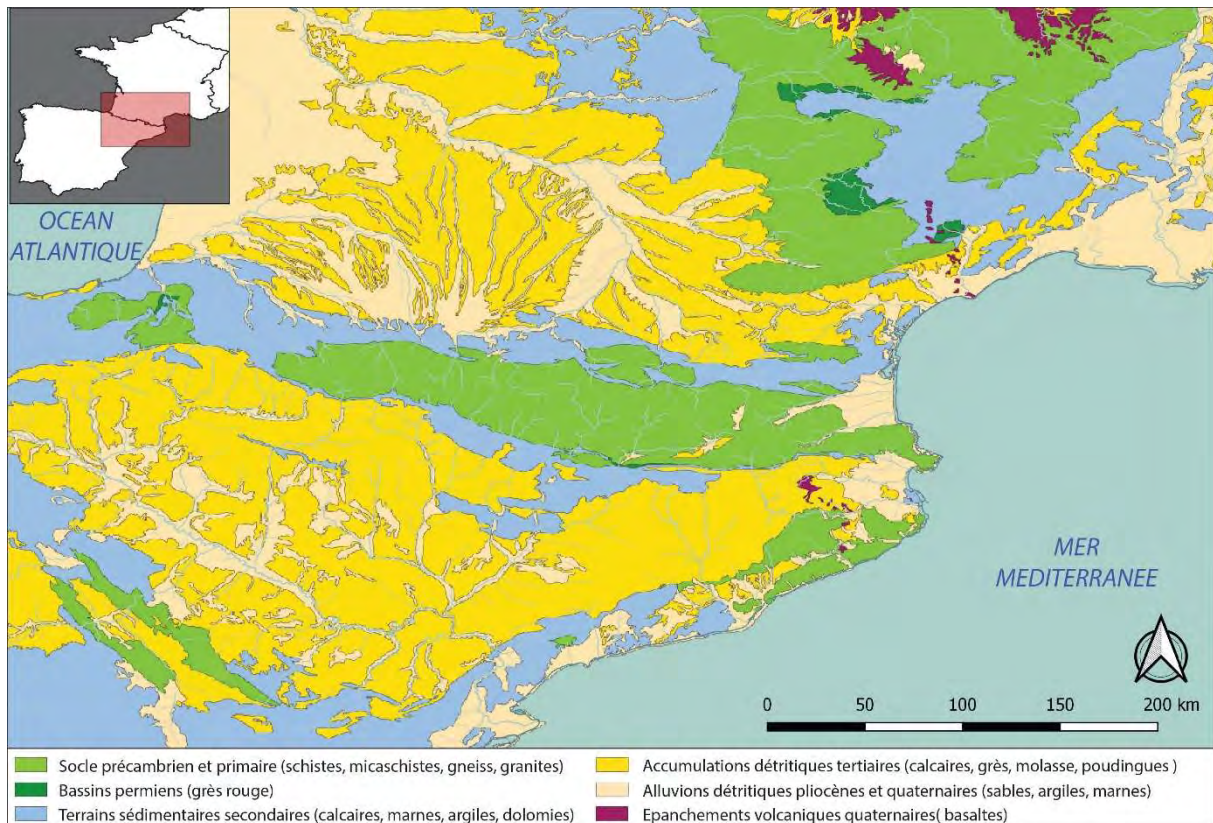 OCEAN
ATLANTIQUE
MER
MEDITERRANEE
0 50 100 150 200 km
Socle précambrien et primaire (schistes, micaschistes, gneiss, granites)
Bassins permiens (grès rouge)
Terrains sédimentaires secondaires (calcaires, marnes, argiles, dolomies)
Accumulations détritiques tertiaires (calcaires, grès, molasse, poudingues )
Alluvions détritiques pliocènes et quaternaires (sables, argiles, marnes)
Epanchements volcaniques quaternaires( basaltes)